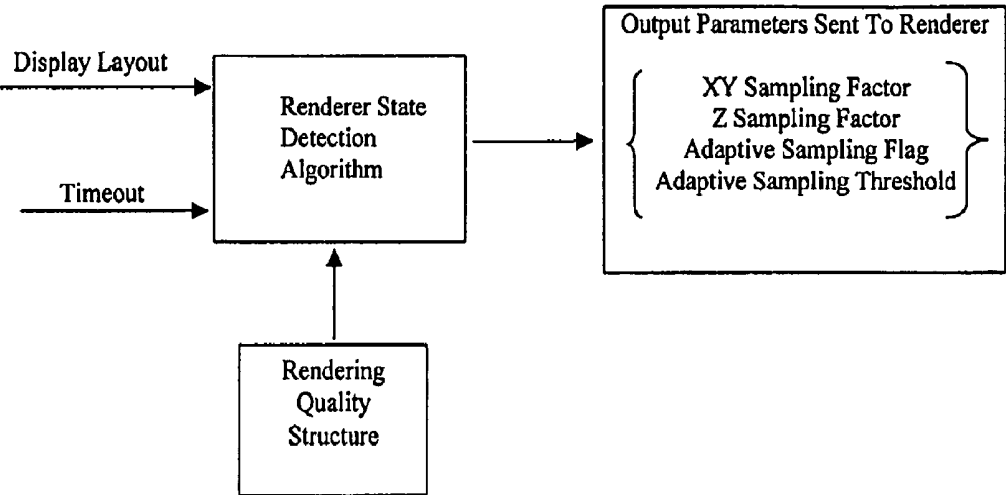 Output Parameters Sent To Renderer
Display Layout
Renderer State
Detection
Algorithm
XY Sampling Factor
Z Sampling Factor
Adaptive Sampling Flag
Adaptive Sampling Threshold
Timeout
Rendering
Quality
Structure